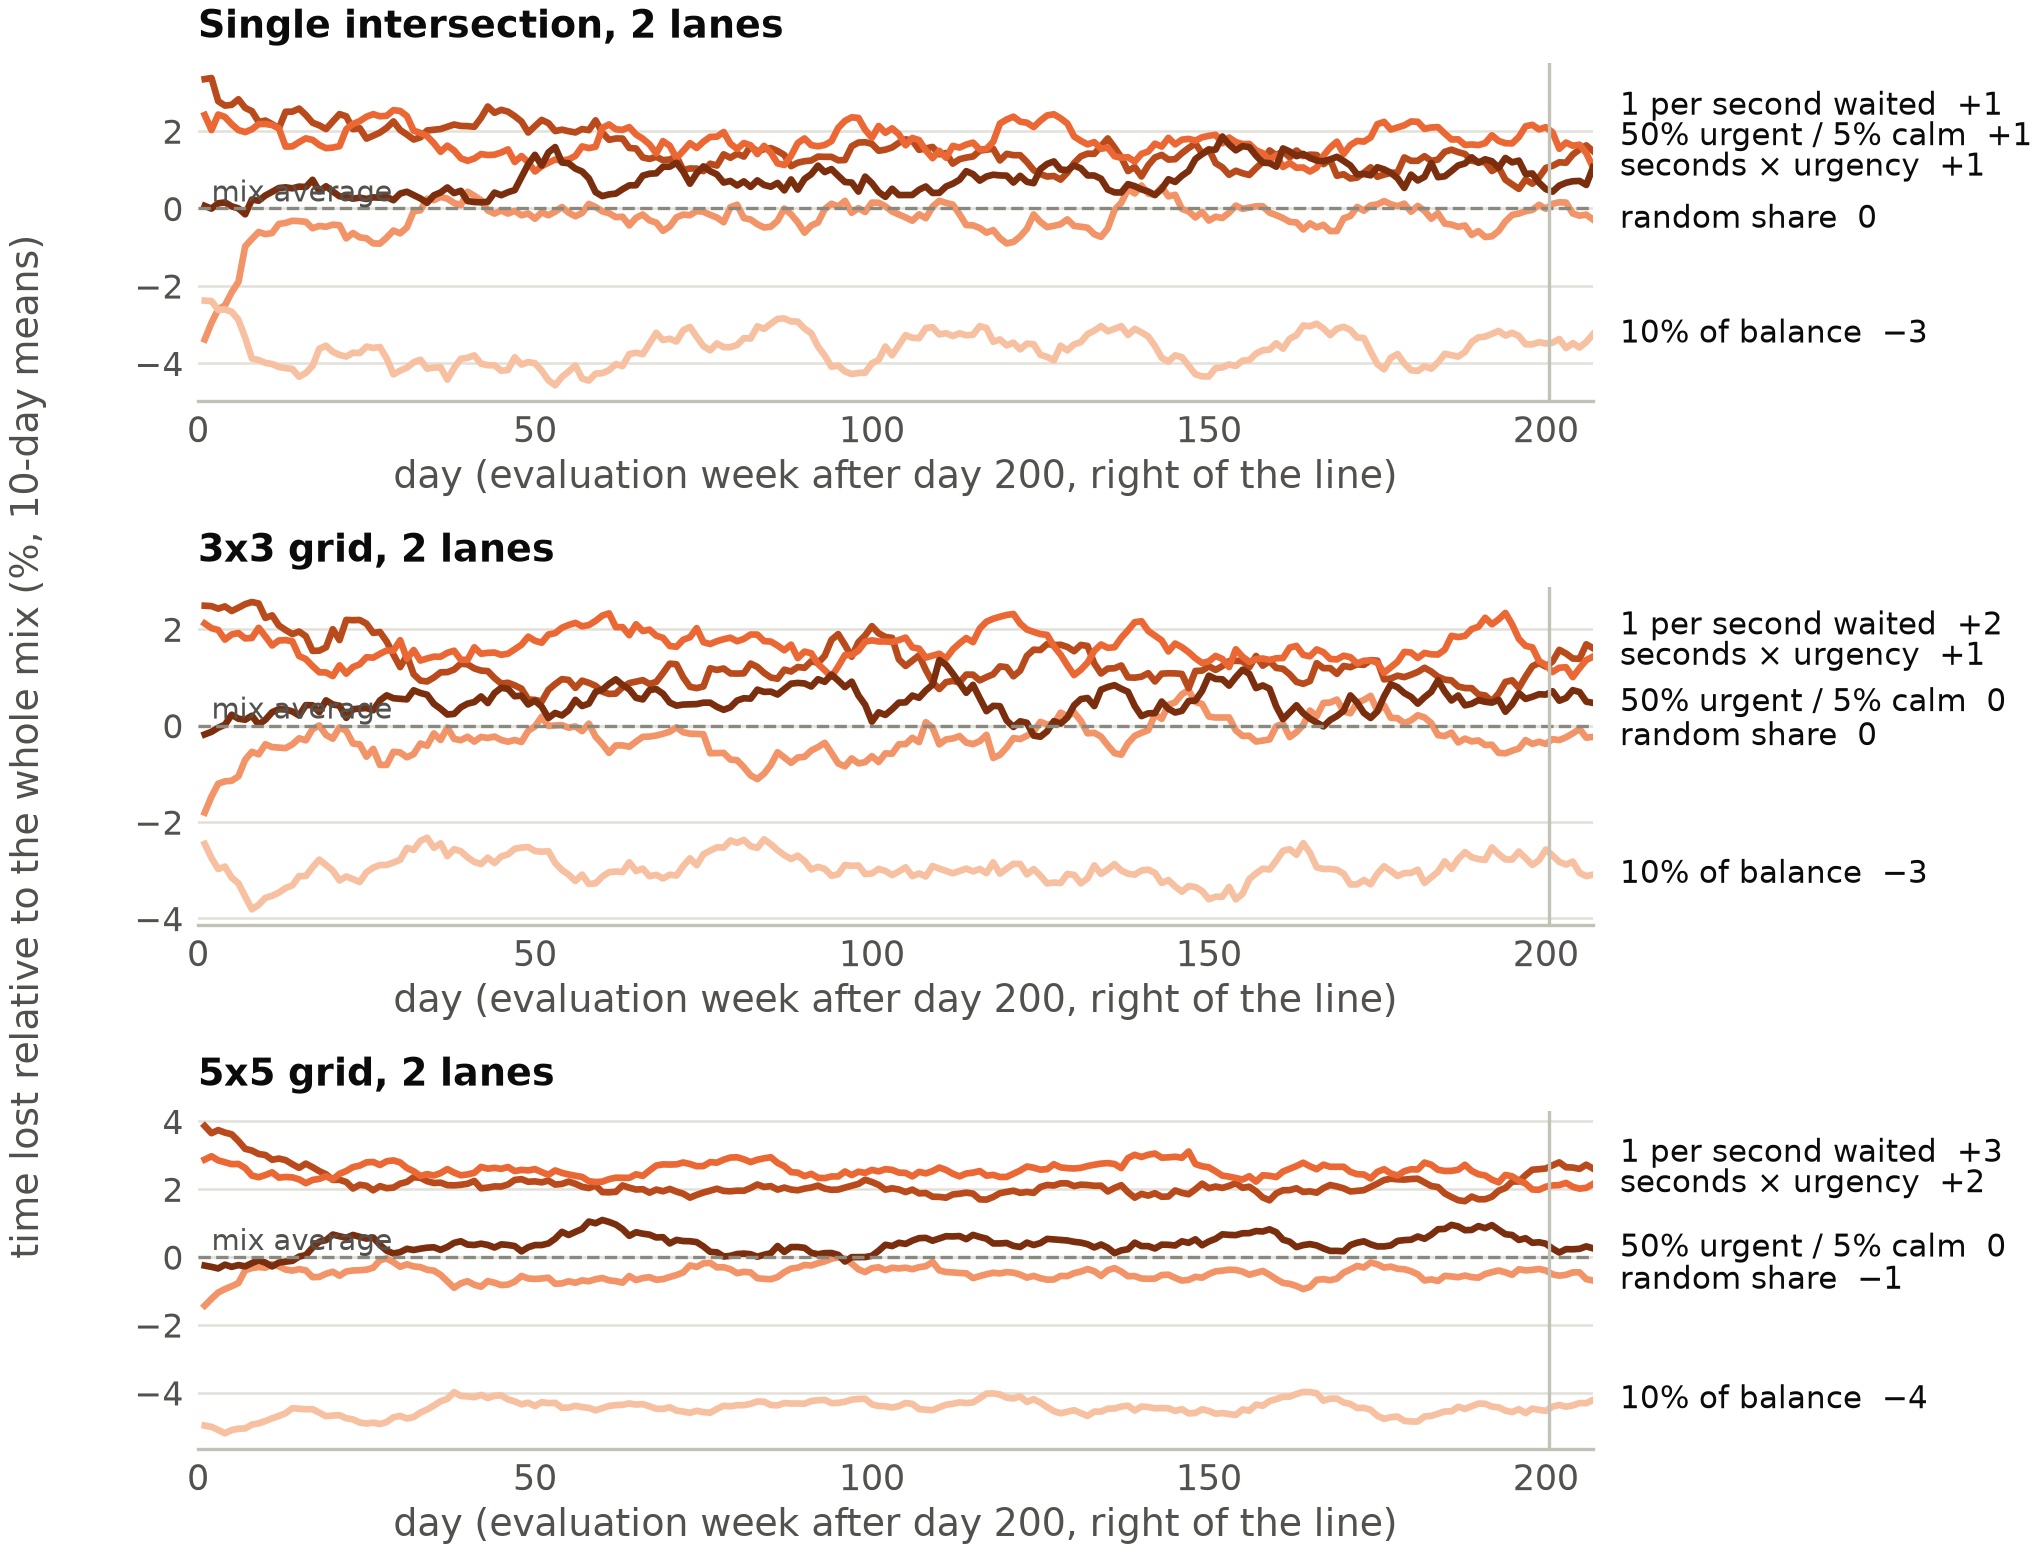 time lost relative to the whole mix (%, 10-day means)
Single intersection, 2 lanes
2
0
−2
−4
mix average
1 per second waited +1
50% urgent / 5% calm +1
seconds × urgency +1
random share 0
10% of balance −3
0 50 100 150 200
day (evaluation week after day 200, right of the line)
3x3 grid, 2 lanes
2
0
−2
−4
mix average
1 per second waited +2
seconds × urgency +1
50% urgent / 5% calm 0
random share 0
10% of balance −3
0 50 100 150 200
day (evaluation week after day 200, right of the line)
5x5 grid, 2 lanes
4
2
0
−2
−4
mix average
1 per second waited +3
seconds × urgency +2
50% urgent / 5% calm 0
random share −1
10% of balance −4
0 50 100 150 200
day (evaluation week after day 200, right of the line)